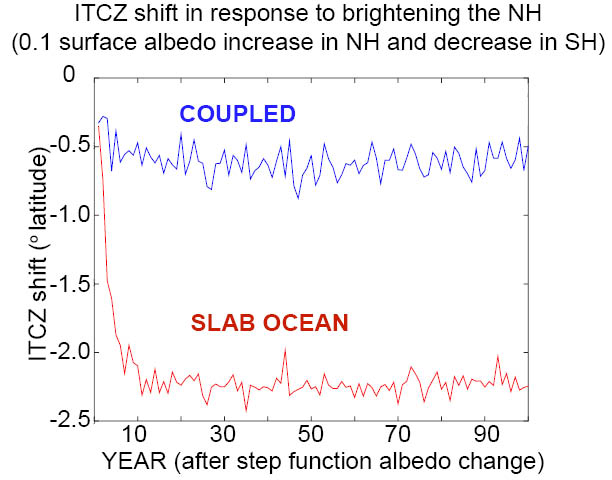 ITCZ shift in response to brightening the NH
(0.1 surface albedo increase in NH and decrease in SH)
0
COUPLED
-0.5
-1.0
ITCZ shift (° latitude)
-1.5
SLAB OCEAN
-2.0
-2.5
10 30 50 70 90
YEAR (after step function albedo change)